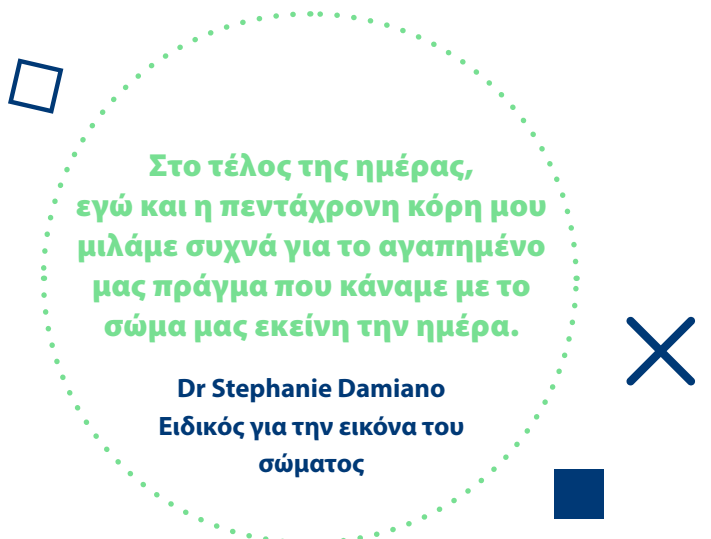 Στο τέλος της ημέρας,
εγώ και η πεντάχρονη κόρη μου
μιλάμε συχνά για το αγαπημένο
μας πράγμα που κάναμε με το
σώμα μας εκείνη την ημέρα.
Dr Stephanie Damiano
Ειδικός για την εικόνα του
σώματος